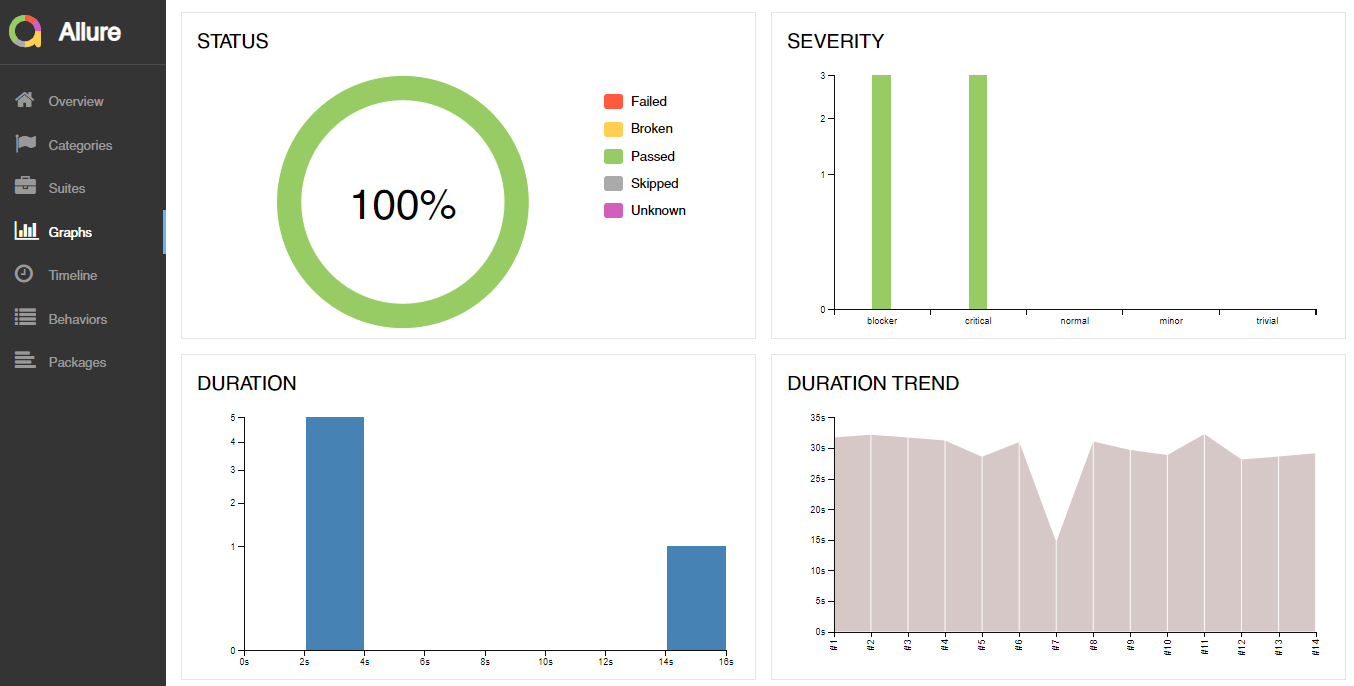 Allure
Overview
Categories
Suites
Graphs
Timeline
Behaviors
Packages
STATUS
100%
Failed
Broken
Passed
Skipped
Unknown
SEVERITY
3
2
1
0
blocker critical normal minor trivial
DURATION
5
4
3
2
1
0
0s 2s 4s 6s 8s 10s 12s 14s 16s
DURATION TREND
35s
30s
25s
20s
15s
10s
5s
0s
#1 #2 #3 #4 #5 #6 #7 #8 #9 #10 #11 #12 #13 #14